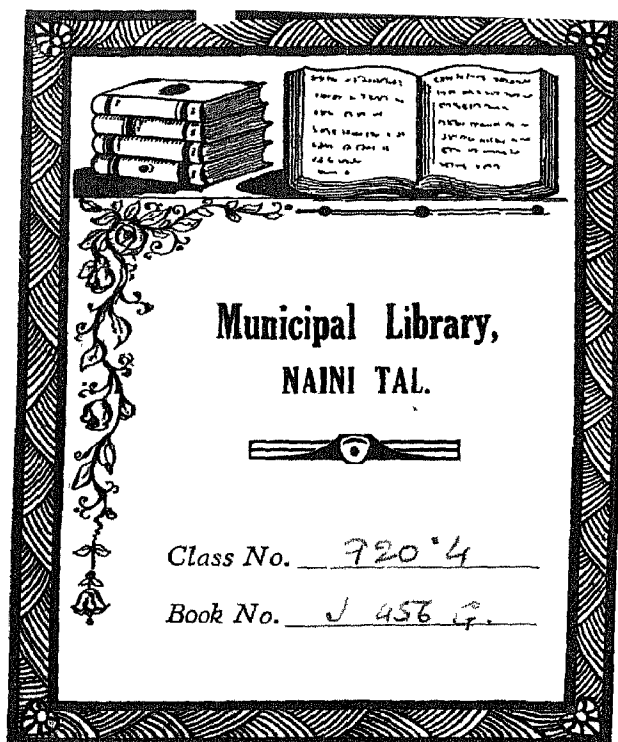 Municipal Library,
NAINI TAL.
Class No. 720.4
Book No. J 456 G.